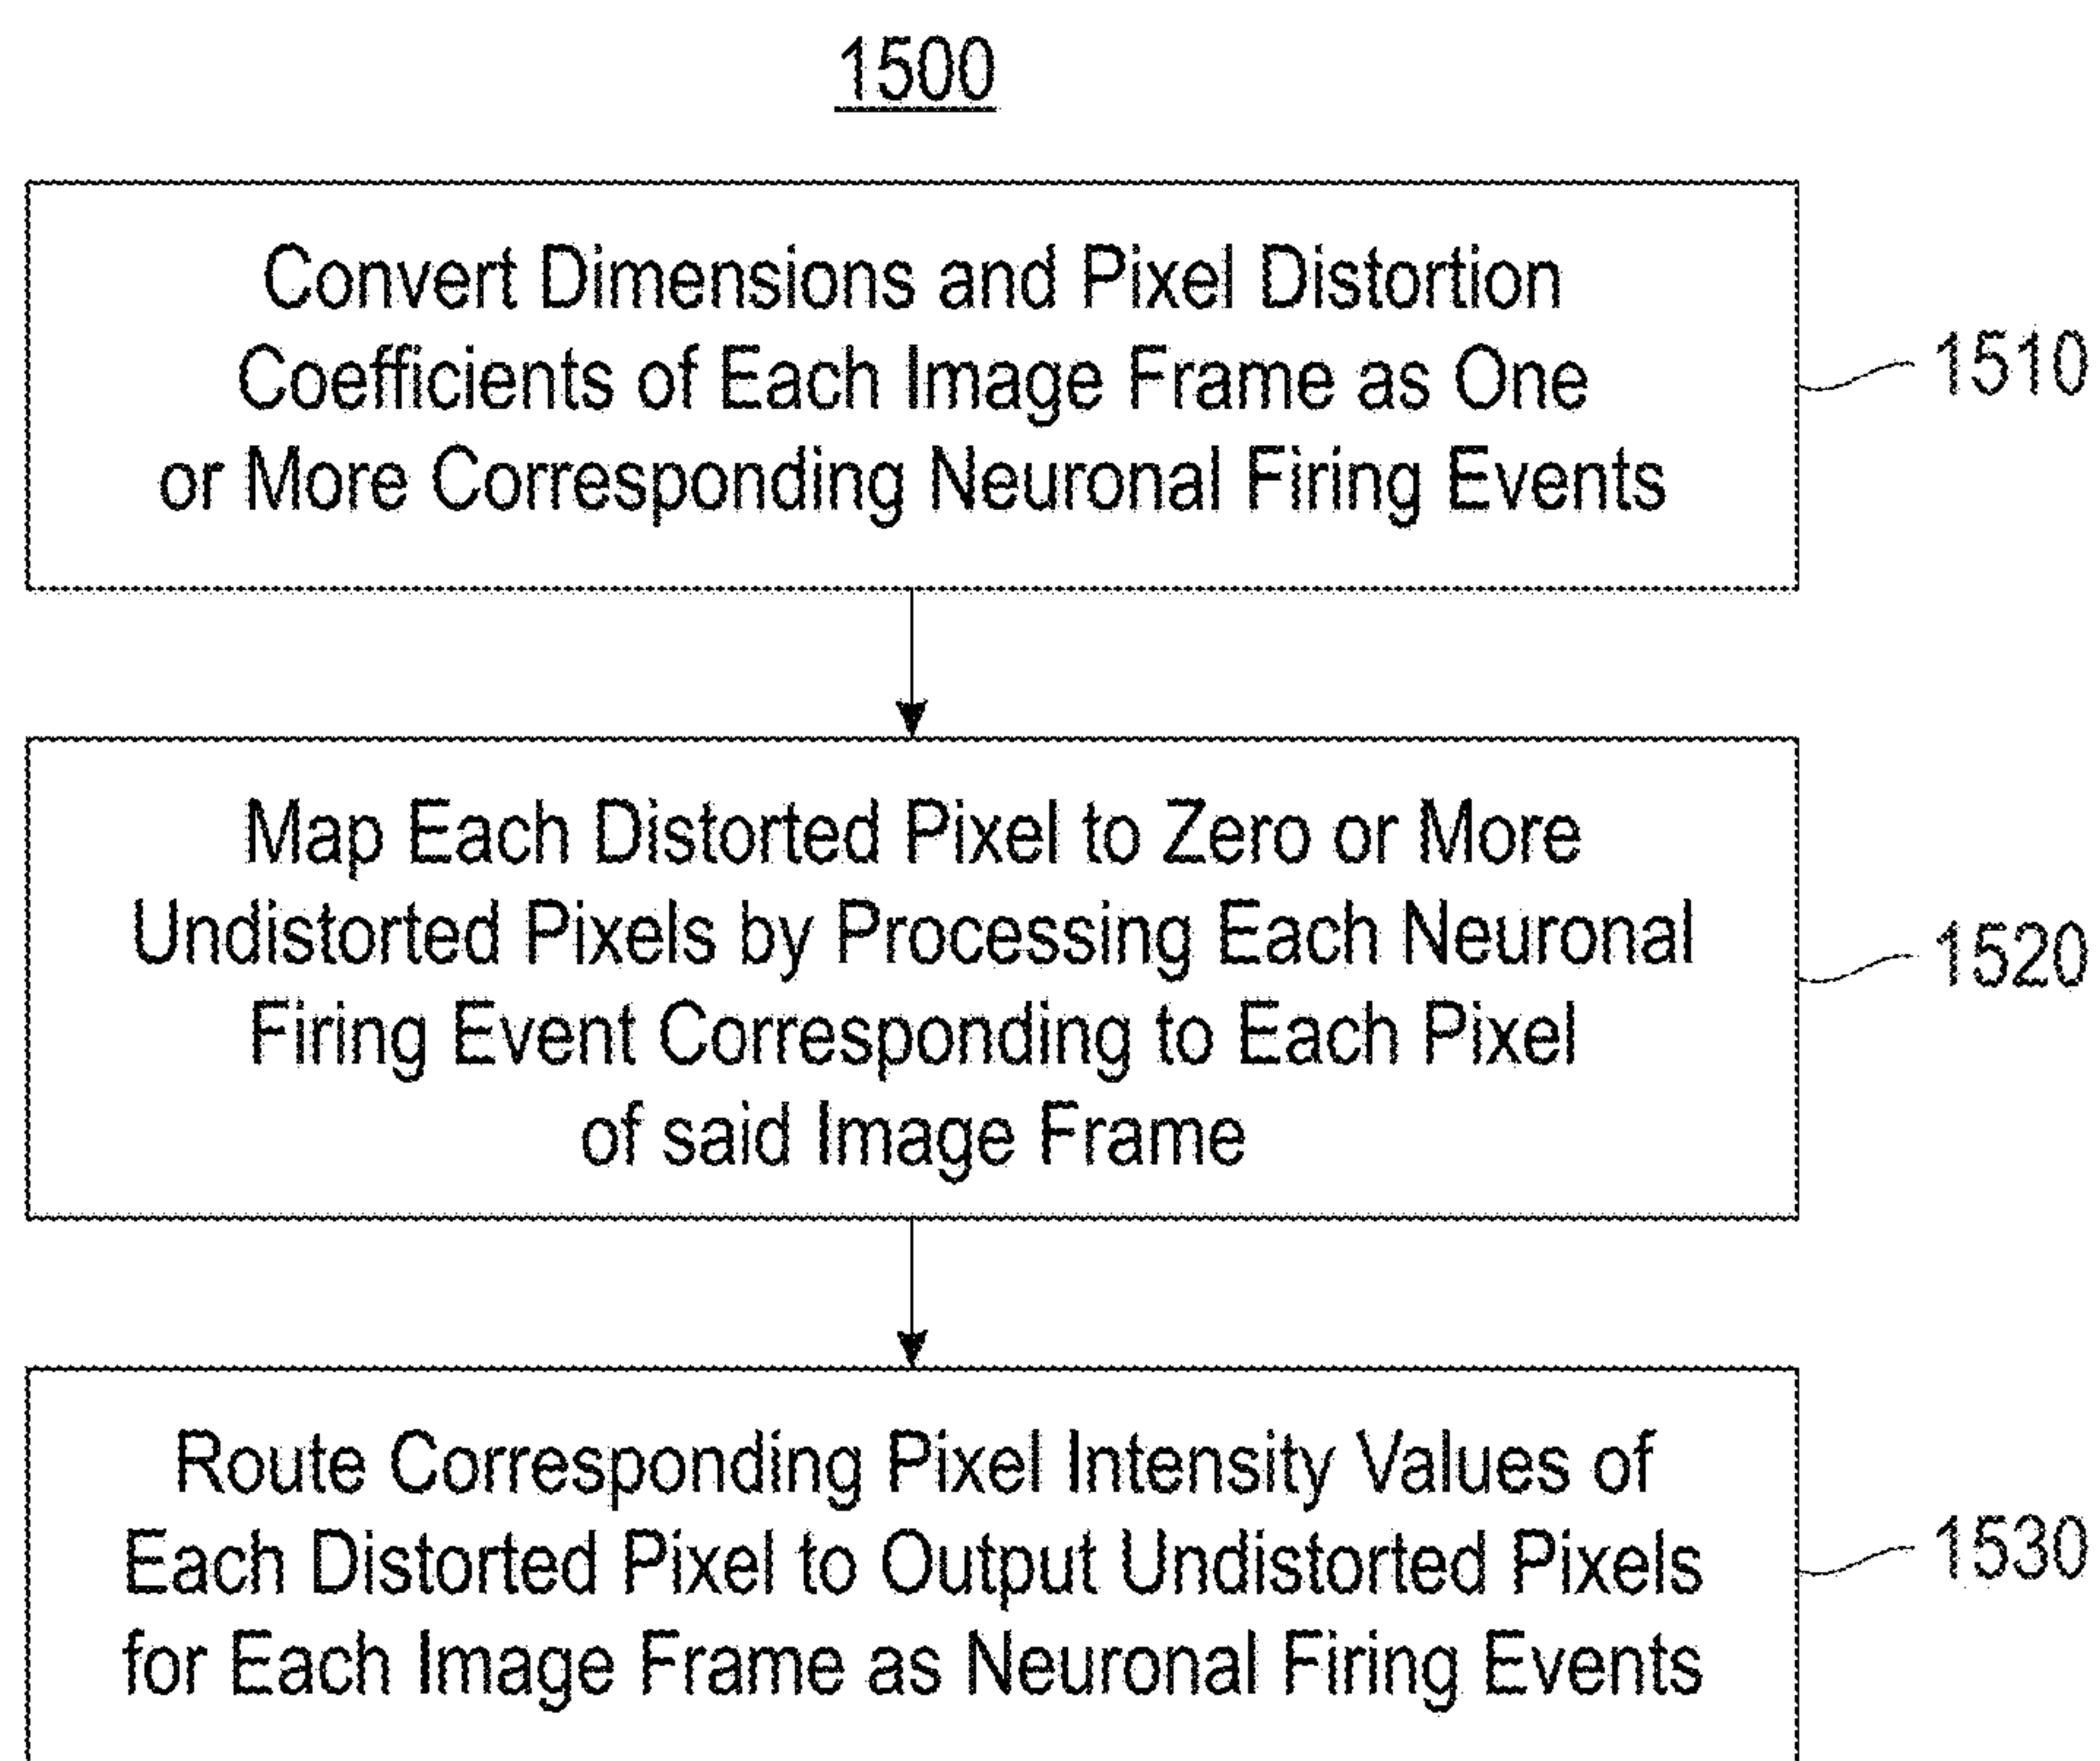 1500
Convert Dimensions and Pixel Distortion
Coefficients of Each Image Frame as One
or More Corresponding Neuronal Firing Events
1510
Map Each Distorted Pixel to Zero or More
Undistorted Pixels by Processing Each Neuronal
Firing Event Corresponding to Each Pixel
of said Image Frame
1520
Route Corresponding Pixel Intensity Values of
Each Distorted Pixel to Output Undistorted Pixels
for Each Image Frame as Neuronal Firing Events
1530